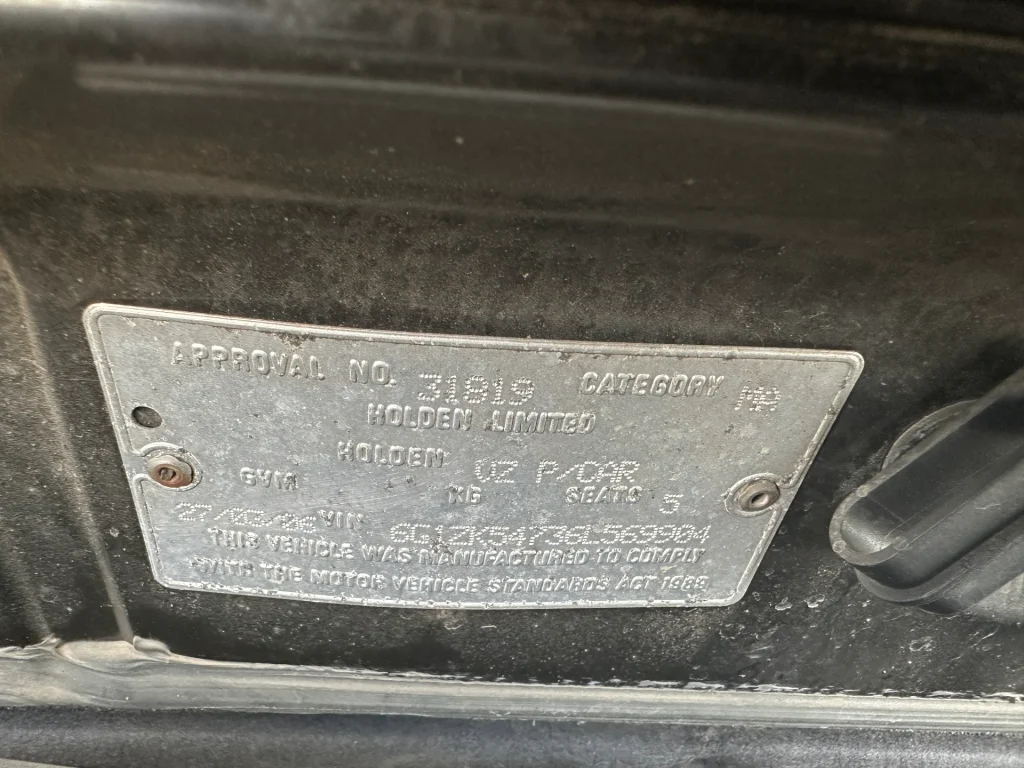 APPROVAL NO. 31819 CATEGORY MA
HOLDEN LIMITED
HOLDEN VZ P/CAR
GVM KG SEATS 5
27/03/06 VIN 6G1ZK54736L569904
THIS VEHICLE WAS MANUFACTURED TO COMPLY
WITH THE MOTOR VEHICLE STANDARDS ACT 1989